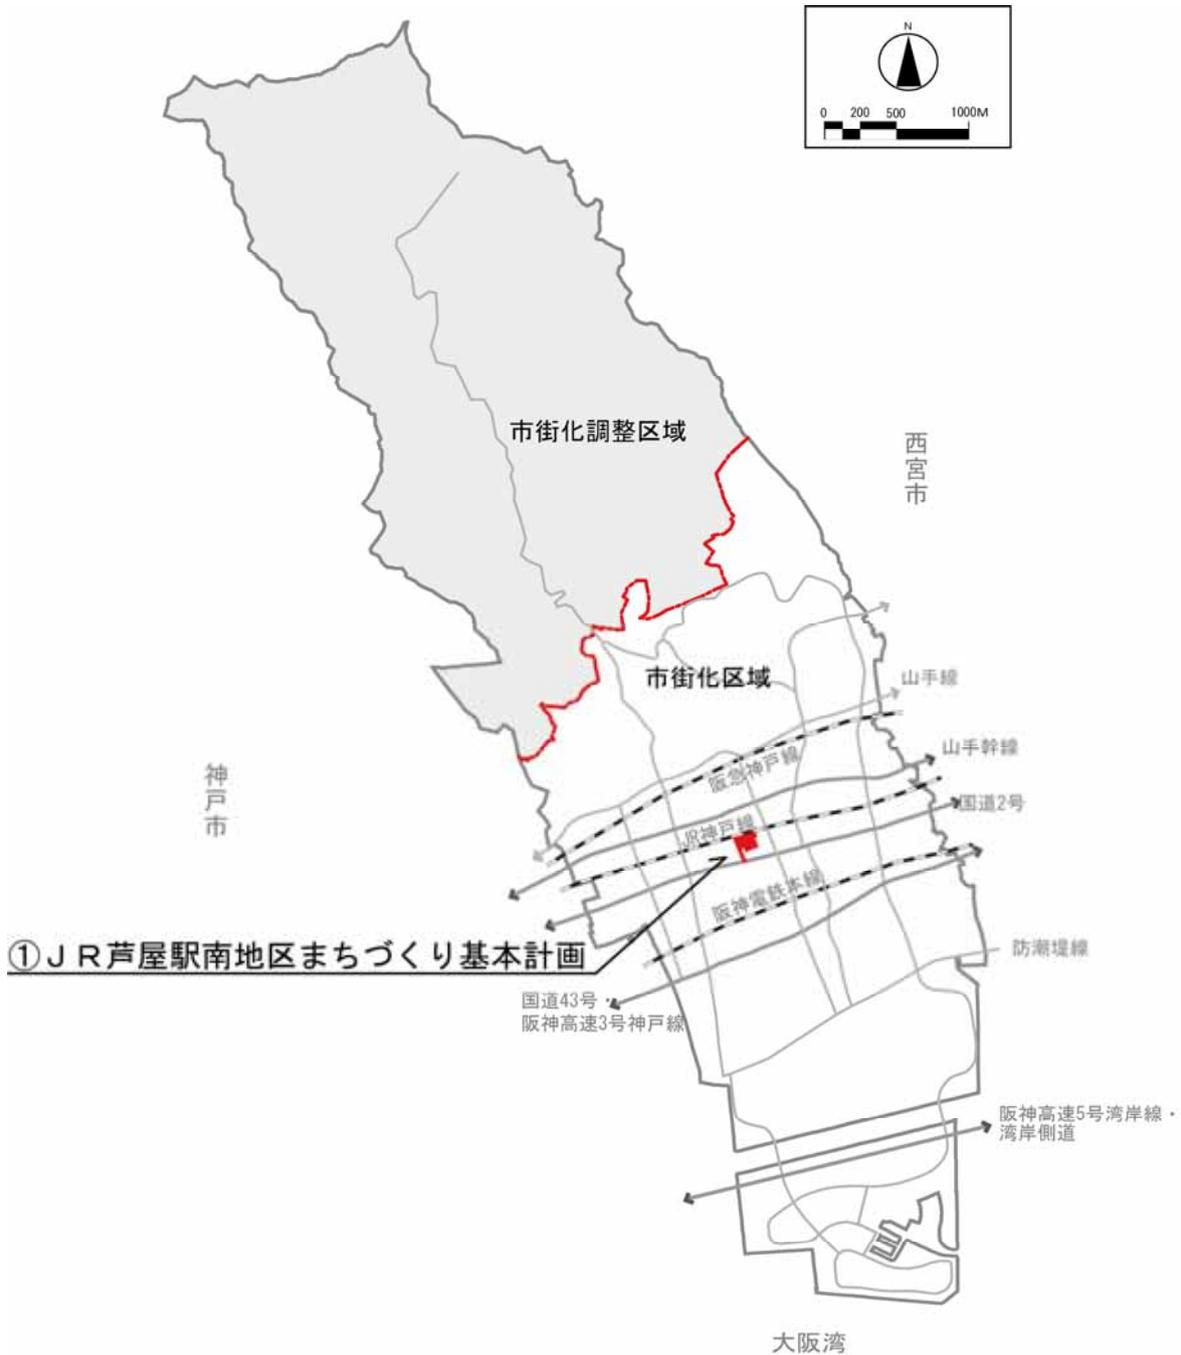 N
0 200 500 1000M
市街化調整区域
西宮市
市街化区域
山手線
山手幹線
阪急神戸線
神戸市
国道2号
JR神戸線
阪神電鉄本線
①ＪＲ芦屋駅南地区まちづくり基本計画
防潮堤線
国道43号・
阪神高速3号神戸線
阪神高速5号湾岸線・
湾岸側道
大阪湾